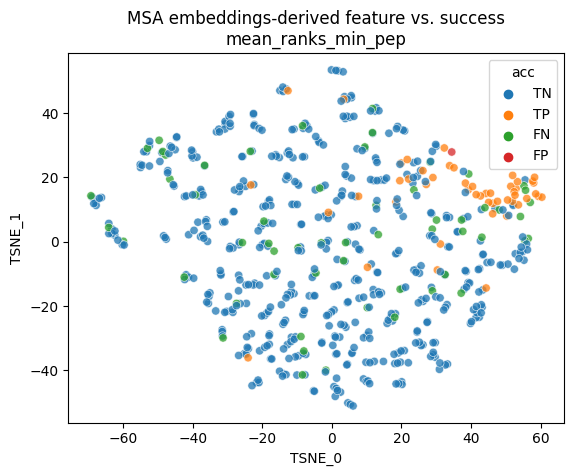 MSA embeddings-derived feature vs. success
mean_ranks_min_pep
acc
TN
TP
FN
FP
40
20
0
−20
−40
TSNE_1
−60
−40
−20
0
20
40
60
TSNE_0